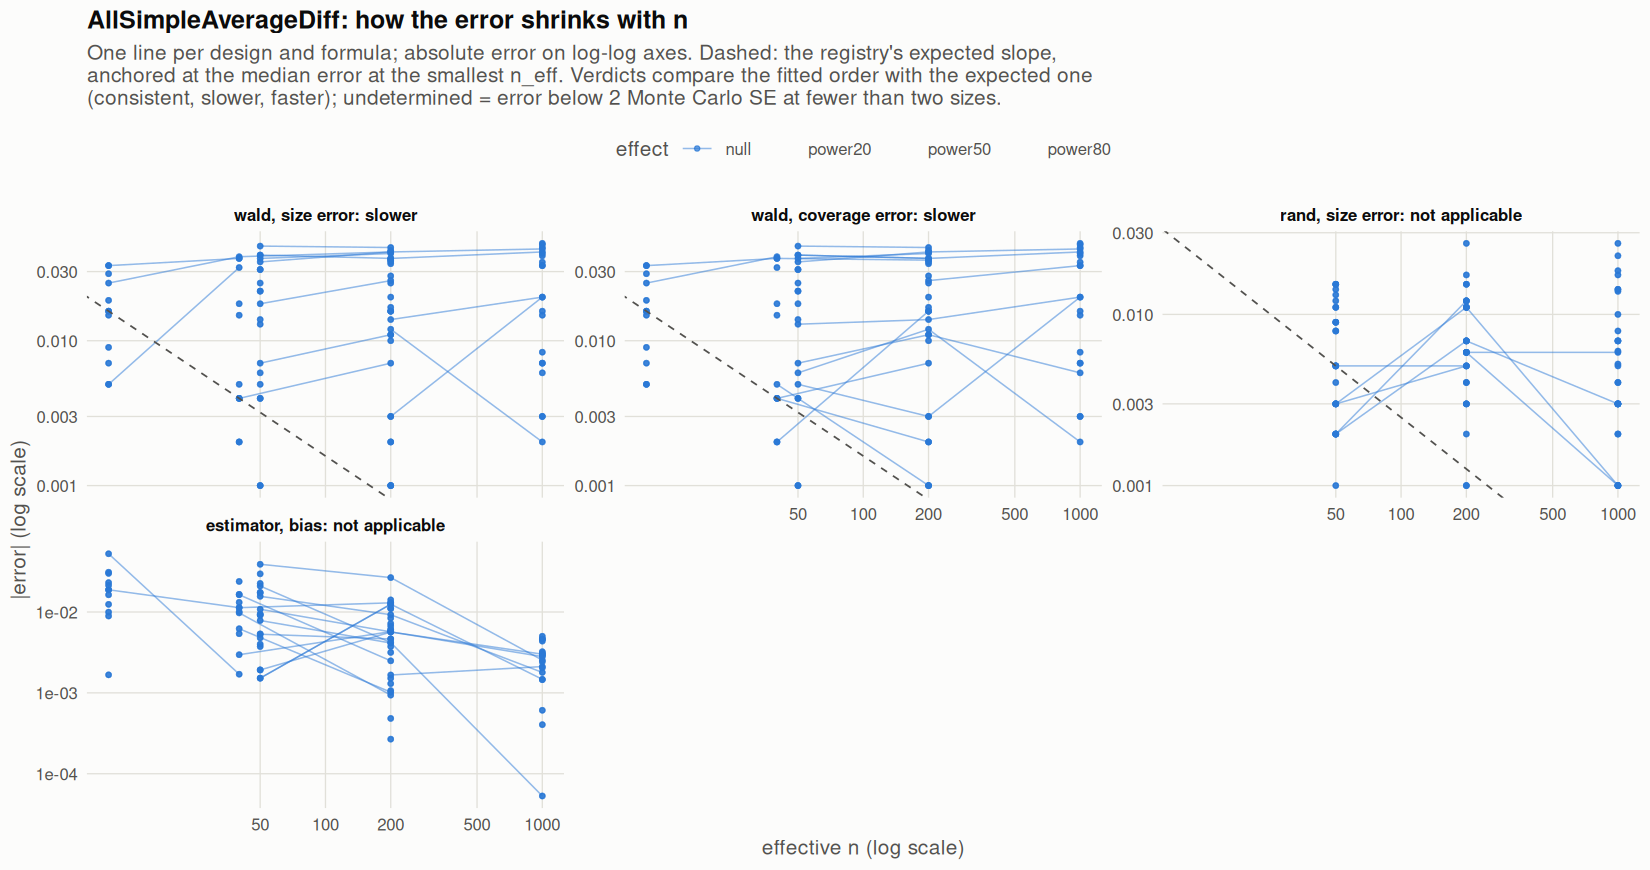 AllSimpleAverageDiff: how the error shrinks with n
One line per design and formula; absolute error on log-log axes. Dashed: the registry's expected slope,
anchored at the median error at the smallest n_eff. Verdicts compare the fitted order with the expected one
(consistent, slower, faster); undetermined = error below 2 Monte Carlo SE at fewer than two sizes.
effect null power20 power50 power80
wald, size error: slower
0.030
0.010
0.003
0.001
wald, coverage error: slower
0.030
0.010
0.003
0.001
50 100 200 500 1000
rand, size error: not applicable
0.030
0.010
0.003
0.001
50 100 200 500 1000
estimator, bias: not applicable
1e-02
1e-03
1e-04
50 100 200 500 1000
|error| (log scale)
effective n (log scale)